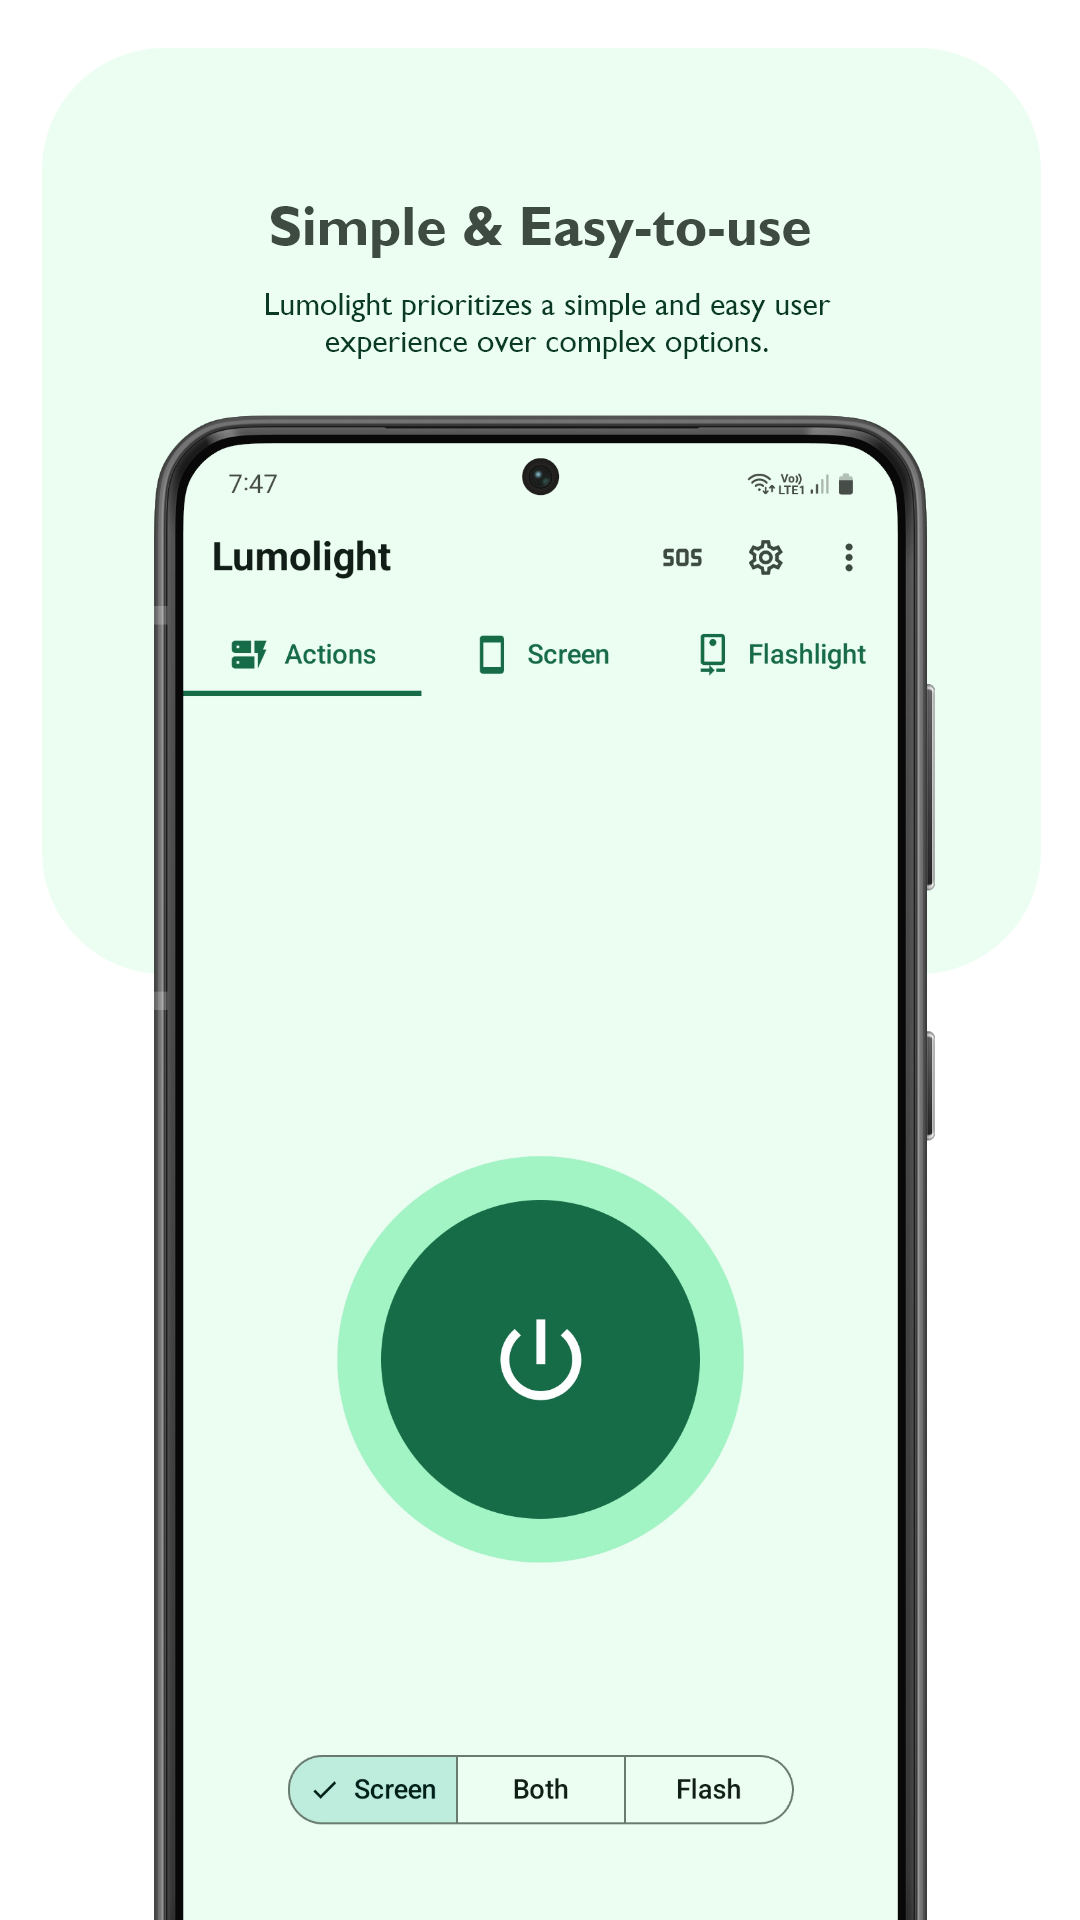 Simple & Easy-to-use
Lumolight prioritizes a simple and easy user
experience over complex options.
7:47
Vo))
LTE1
Lumolight
SOS
Actions
Screen
Flashlight
Screen
Both
Flash